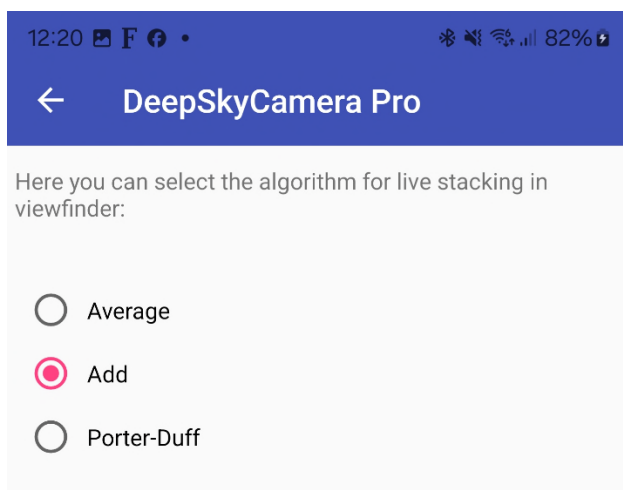 12:20 F
82%
DeepSkyCamera Pro
Here you can select the algorithm for live stacking in
viewfinder:
Average
Add
Porter-Duff